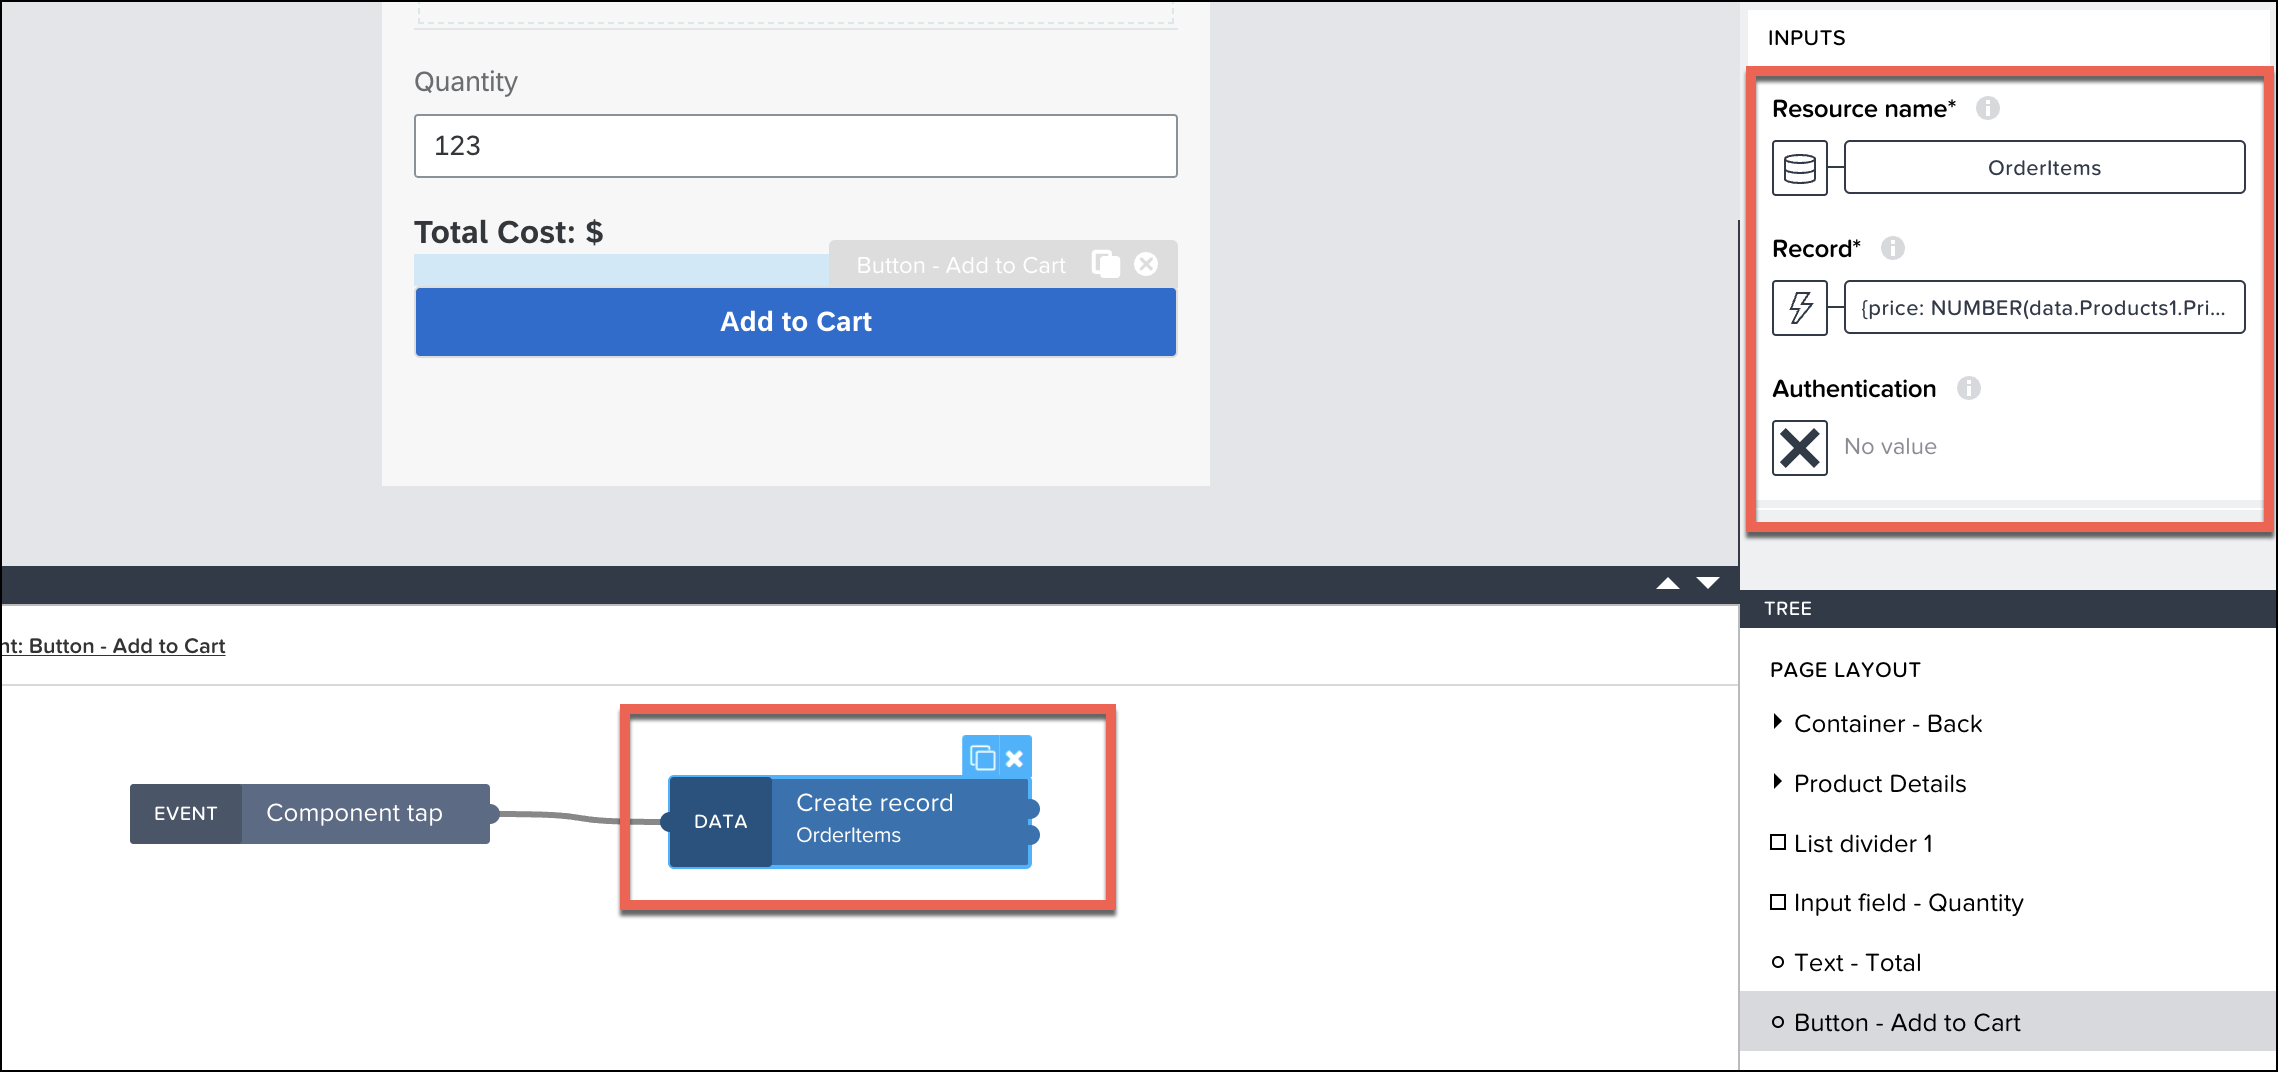 Quantity
123
Total Cost: $
Button - Add to Cart
Add to Cart
INPUTS
Resource name*
OrderItems
Record*
{price: NUMBER(data.Products1.Pri...
Authentication
No value
nt: Button - Add to Cart
EVENT
Component tap
DATA
Create record
OrderItems
TREE
PAGE LAYOUT
Container - Back
Product Details
List divider 1
Input field - Quantity
Text - Total
Button - Add to Cart